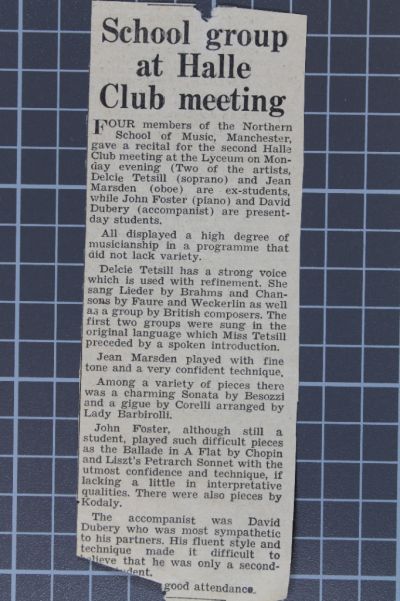 School group
at Halle
Club meeting
FOUR members of the Northern
School of Music, Manchester,
gave a recital for the second Halle
Club meeting at the Lyceum on Mon-
day evening (Two of the artists,
Delcie Tetsill (soprano) and Jean
Marsden (oboe) are ex-students,
while John Foster (piano) and David
Dubery (accompanist) are present-
day students.
All displayed a high degree of
musicianship in a programme that
did not lack variety.
Delcie Tetsill has a strong voice
which is used with refinement. She
sang Lieder by Brahms and Chan-
sons by Faure and Weckerlin as well
as a group by British composers. The
first two groups were sung in the
original language which Miss Tetsill
preceded by a spoken introduction.
Jean Marsden played with fine
tone and a very confident technique.
Among a variety of pieces there
was a charming Sonata by Besozzi
and a gigue by Corelli arranged by
Lady Barbirolli.
John Foster, although still a
student, played such difficult pieces
as the Ballade in A Flat by Chopin
and Liszt's Petrarch Sonnet with the
utmost confidence and technique, if
lacking a little in interpretative
qualities. There were also pieces by
Kodaly.
The accompanist was David
Dubery who was most sympathetic
to his partners. His fluent style and
technique made it difficult to
elieve that he was only a second-
dent.
good attendance.